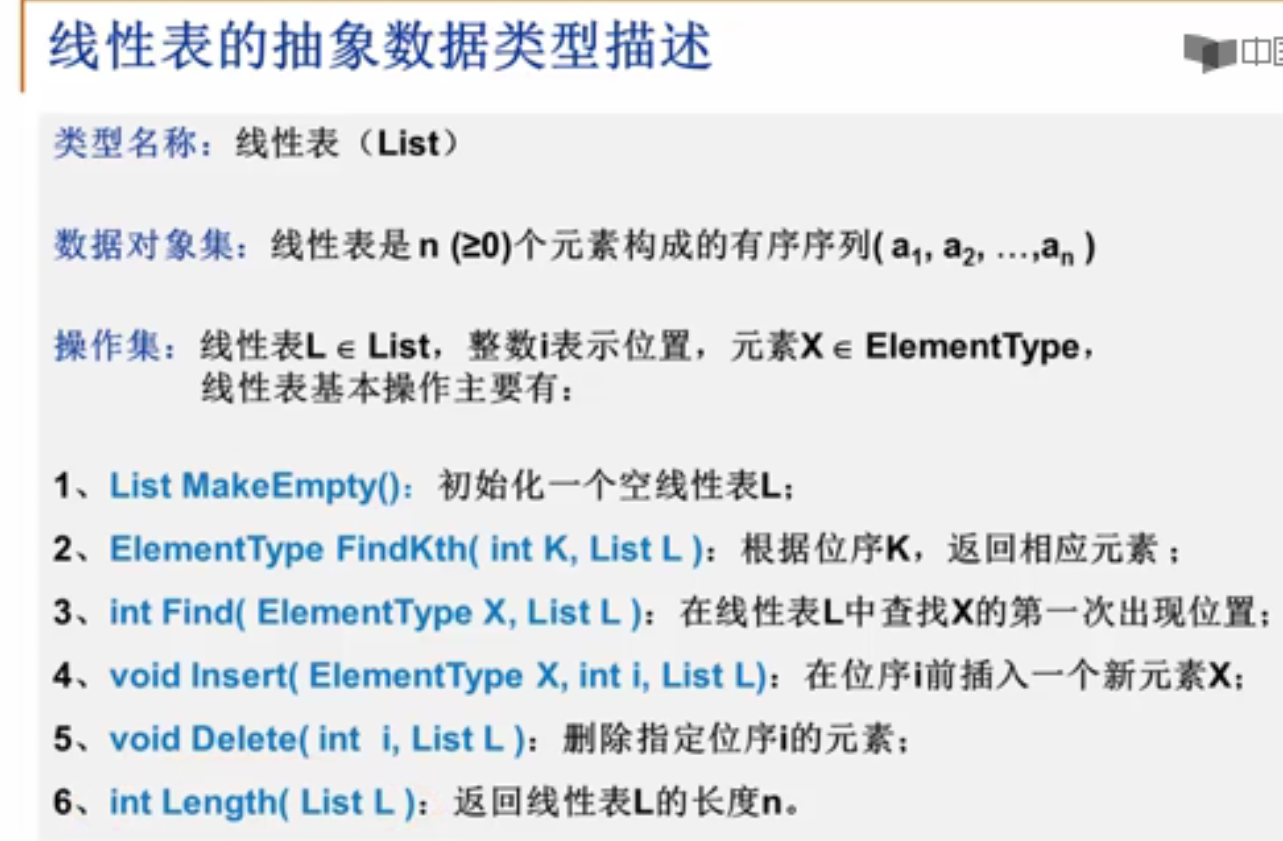 线性表的抽象数据类型描述
中国
类型名称：线性表（List）
数据对象集：线性表是 n (≥0)个元素构成的有序序列( a₁, a₂, …,aₙ )
操作集：线性表L ∈ List，整数i表示位置，元素X ∈ ElementType，
线性表基本操作主要有：
1、List MakeEmpty()：初始化一个空线性表L；
2、ElementType FindKth( int K, List L )：根据位序K，返回相应元素 ；
3、int Find( ElementType X, List L )：在线性表L中查找X的第一次出现位置；
4、void Insert( ElementType X, int i, List L)：在位序i前插入一个新元素X；
5、void Delete( int i, List L )：删除指定位序i的元素；
6、int Length( List L )：返回线性表L的长度n。